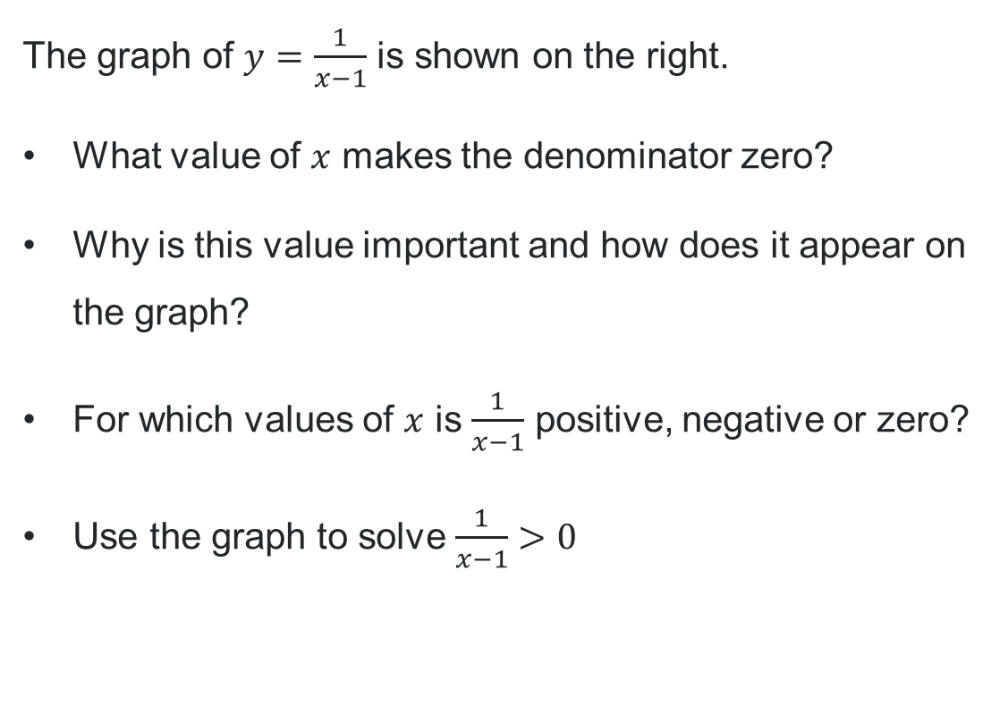 The graph of $y = \frac{1}{x-1}$ is shown on the right.
• What value of $x$ makes the denominator zero?
• Why is this value important and how does it appear on
the graph?
• For which values of $x$ is $\frac{1}{x-1}$ positive, negative or zero?
• Use the graph to solve $\frac{1}{x-1} > 0$